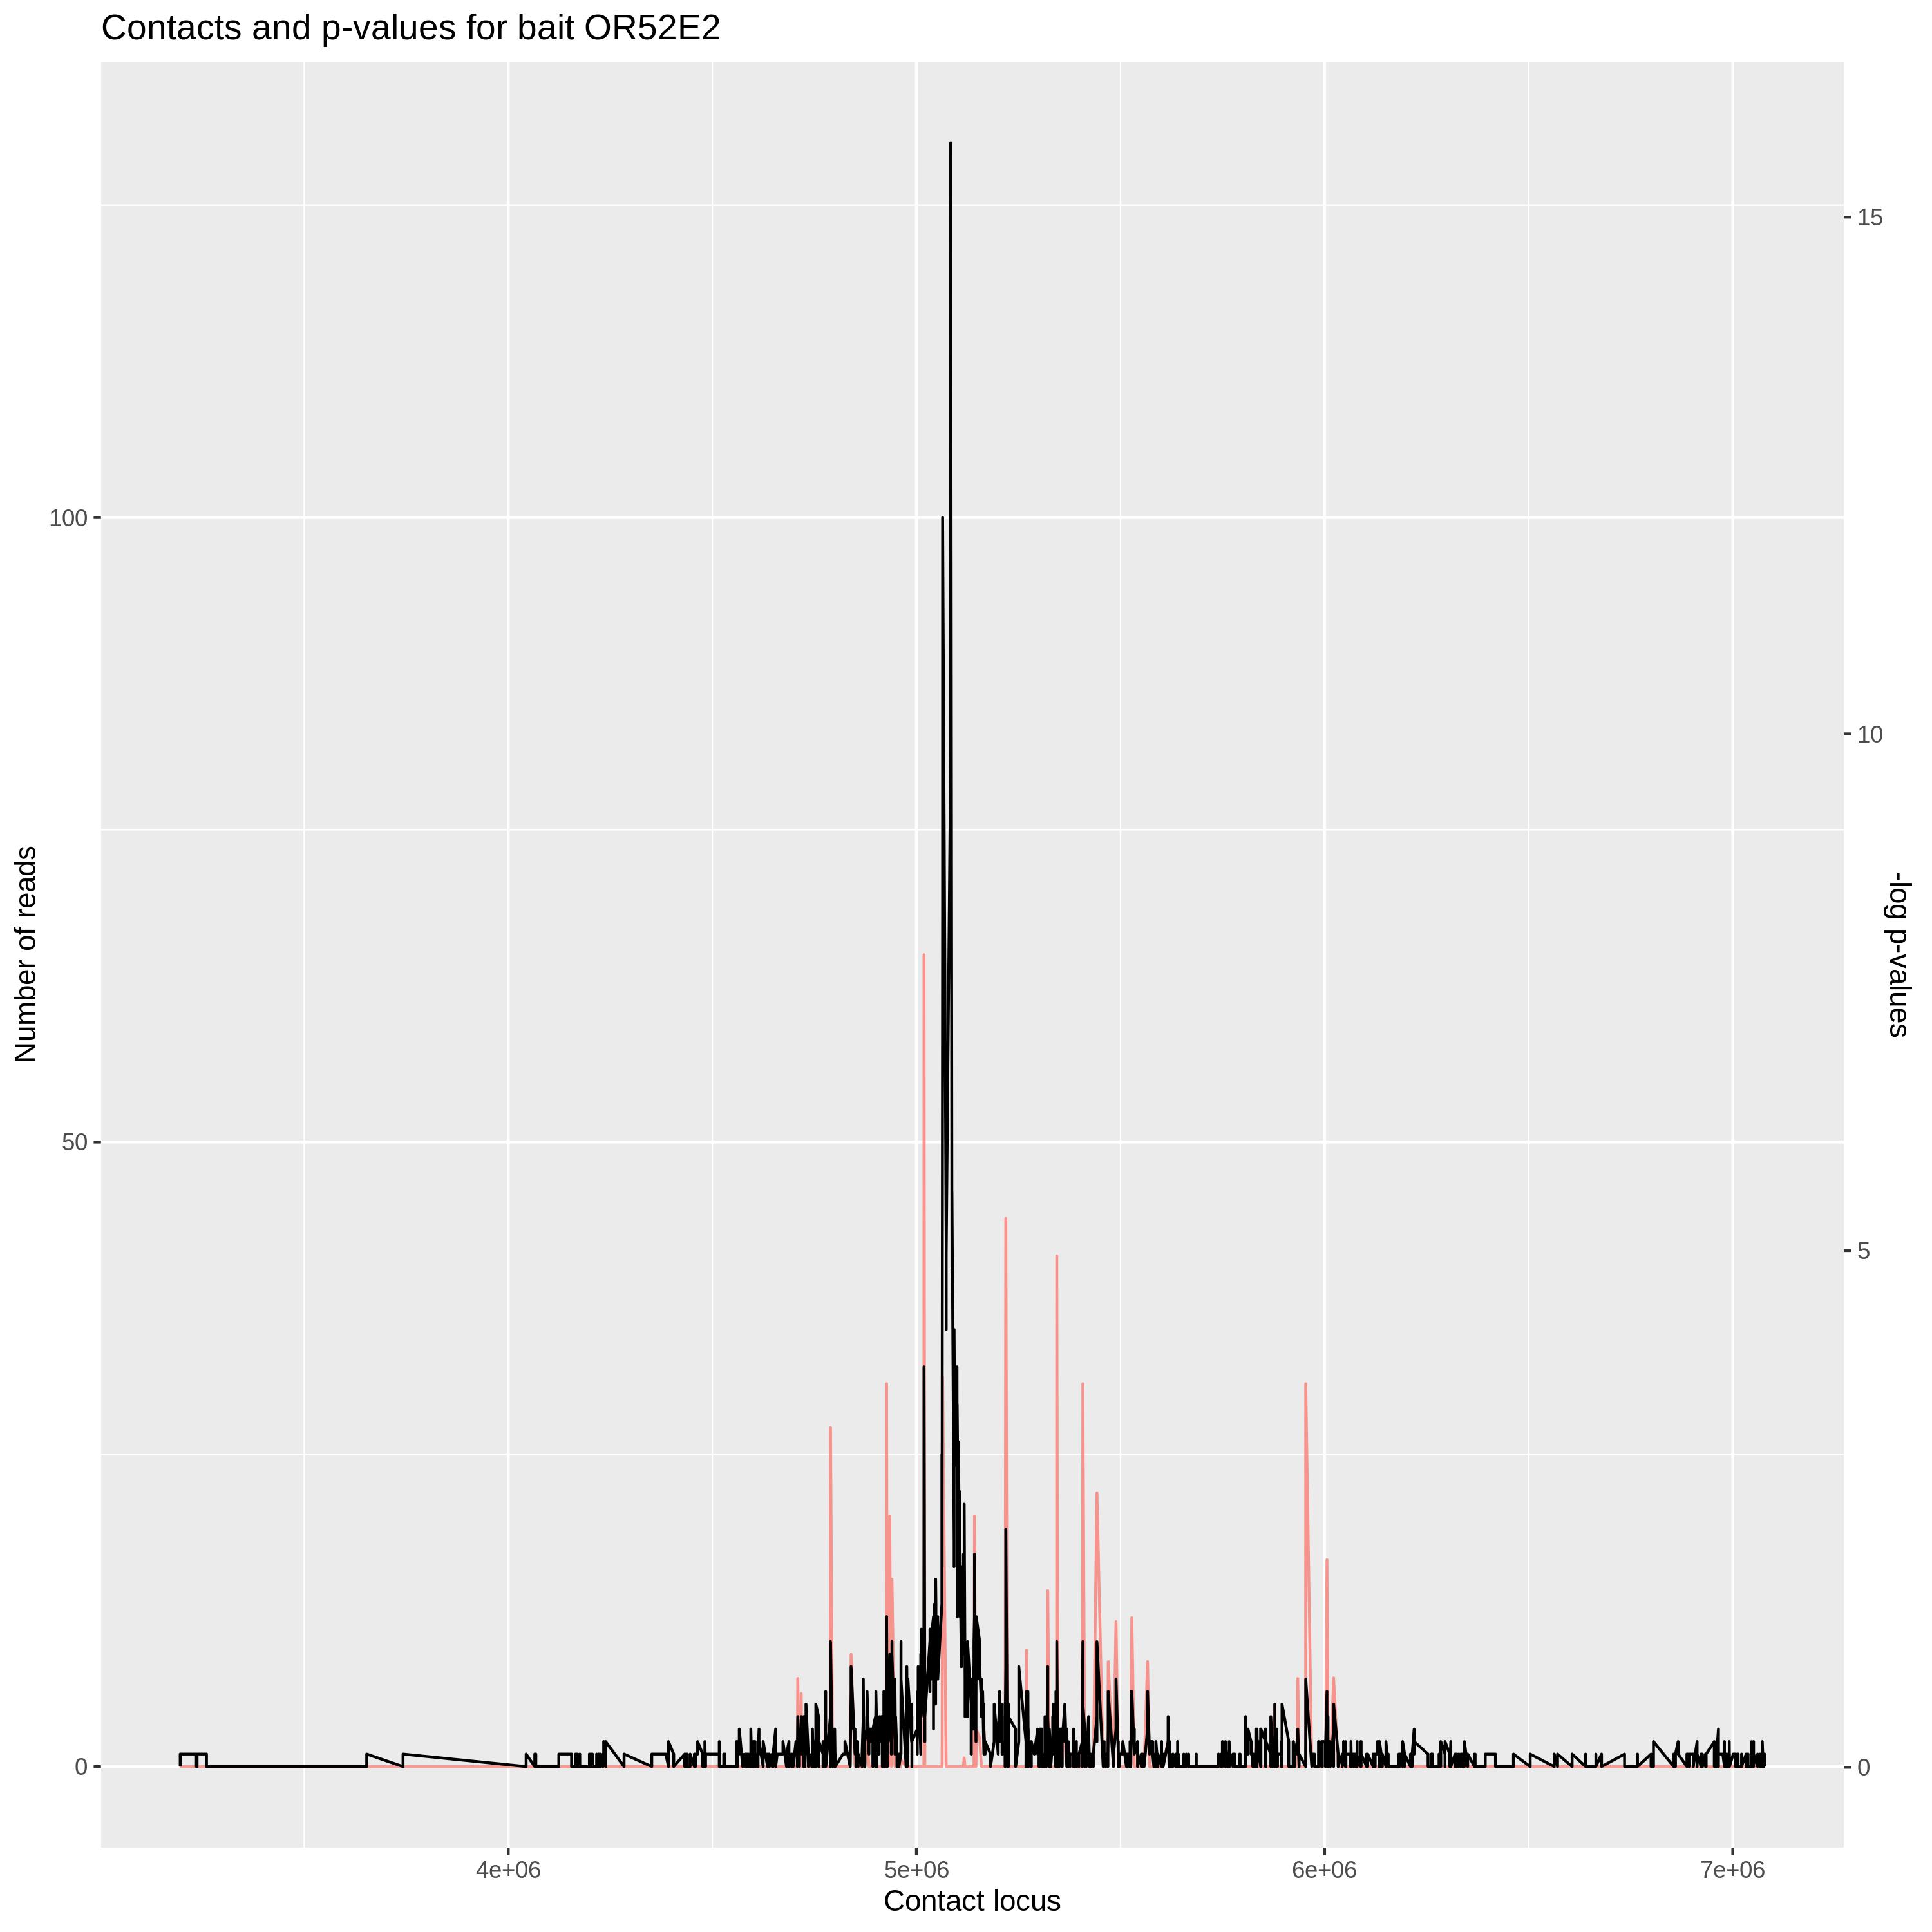 Contacts and p-values for bait OR52E2
15
100
10
Number of reads
-log p-values
50
5
0
0
4e+06
5e+06
6e+06
7e+06
Contact locus